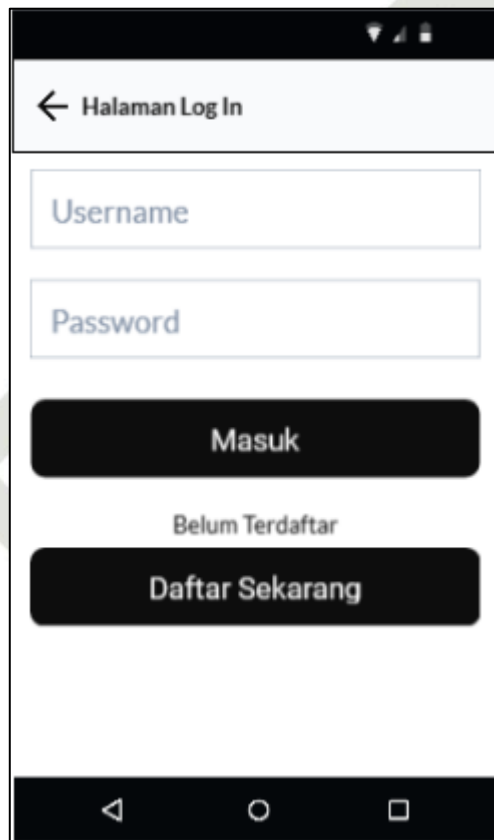 Halaman Log In
Username
Password
Masuk
Belum Terdaftar
Daftar Sekarang